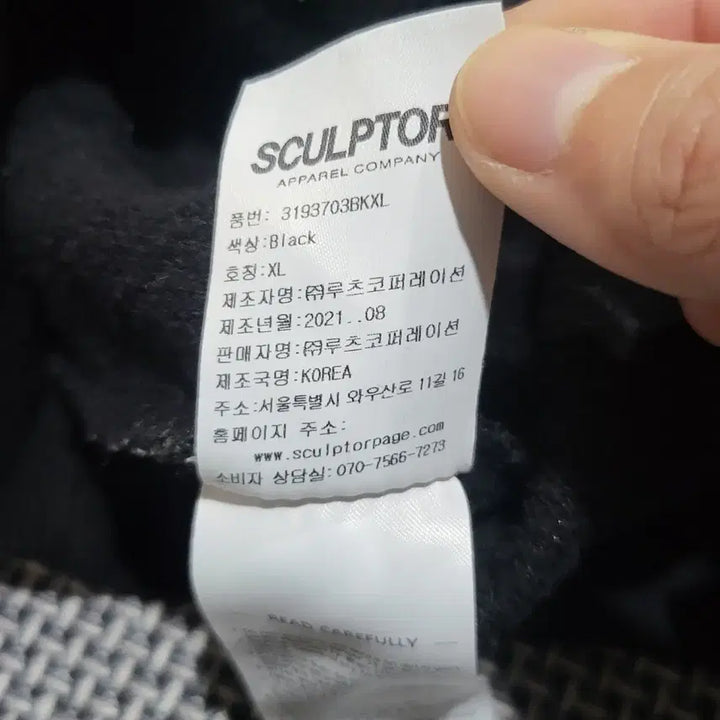 SCULPTOR
APPAREL COMPANY
품번: 3193703BKXL
색상:Black
호칭:XL
제조자명:㈜루츠코퍼레이션
제조년월:2021..08
판매자명:㈜루츠코퍼레이션
제조국명:KOREA
주소:서울특별시 와우산로 11길 16
홈페이지 주소:
www.sculptorpage.com
소비자 상담실: 070-7566-7273
READ CAREFULLY